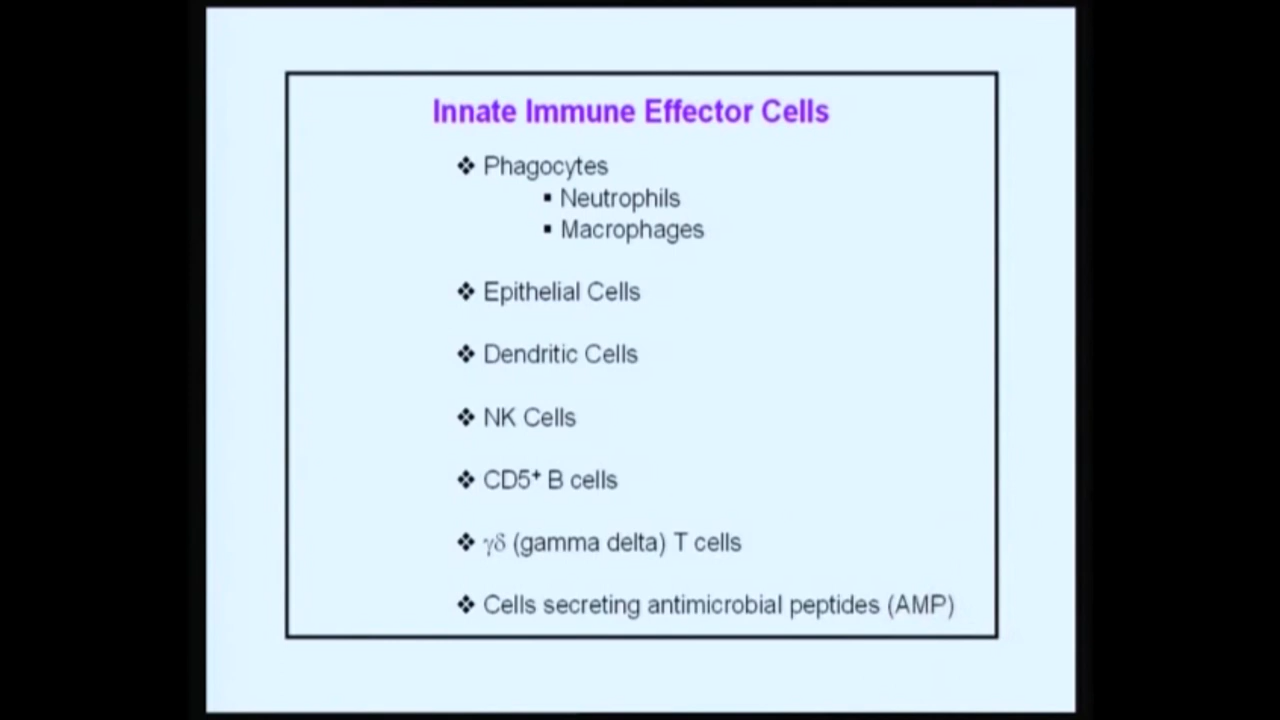 Innate Immune Effector Cells
❖ Phagocytes
▪ Neutrophils
▪ Macrophages
❖ Epithelial Cells
❖ Dendritic Cells
❖ NK Cells
❖ CD5⁺ B cells
❖ γδ (gamma delta) T cells
❖ Cells secreting antimicrobial peptides (AMP)